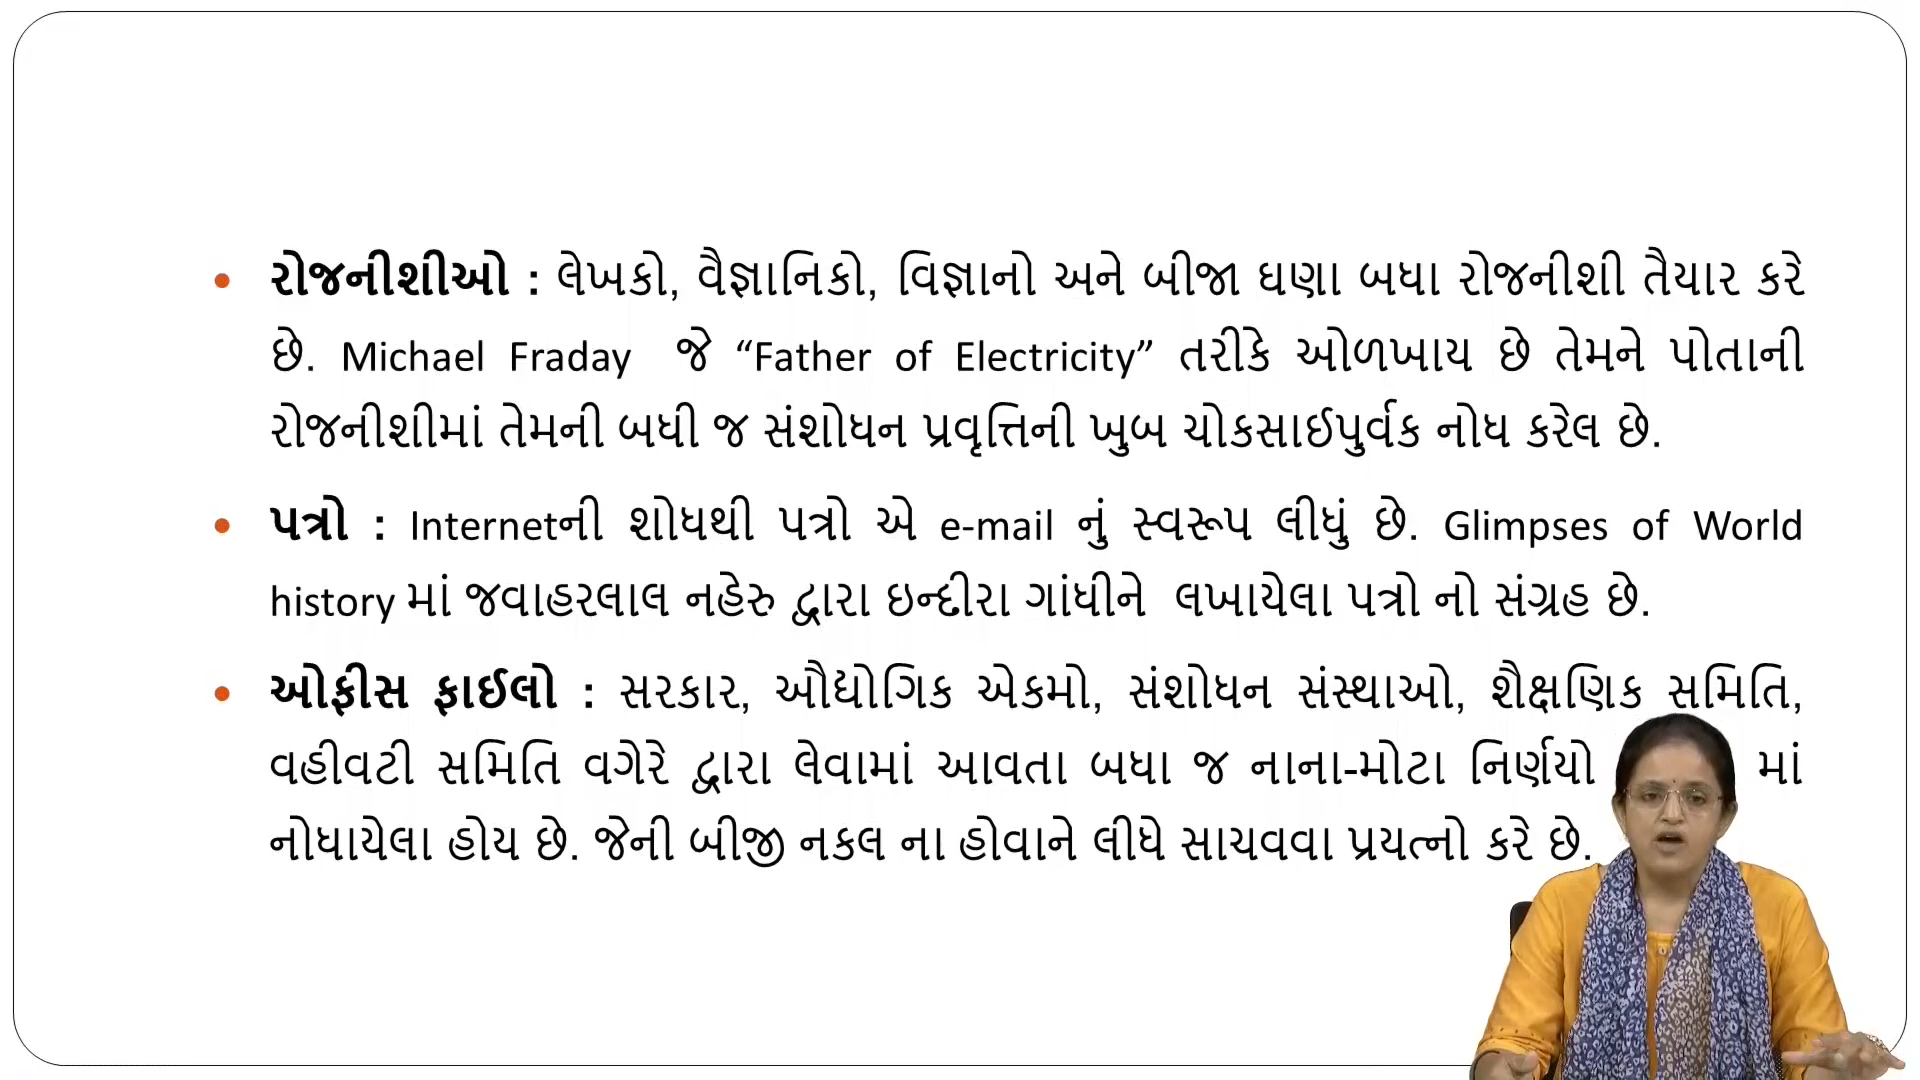 • રોજનીશીઓ : લેખકો, વૈજ્ઞાનિકો, વિજ્ઞાનો અને બીજા ઘણા બધા રોજનીશી તૈયાર કરે
છે. Michael Fraday જે “Father of Electricity” તરીકે ઓળખાય છે તેમને પોતાની
રોજનીશીમાં તેમની બધી જ સંશોધન પ્રવૃત્તિની ખુબ ચોકસાઈપુર્વક નોધ કરેલ છે.
• પત્રો : Internetની શોધથી પત્રો એ e-mail નું સ્વરૂપ લીધું છે. Glimpses of World
history માં જવાહરલાલ નહેરુ દ્વારા ઇન્દીરા ગાંધીને લખાયેલા પત્રો નો સંગ્રહ છે.
• ઓફીસ ફાઈલો : સરકાર, ઔદ્યોગિક એકમો, સંશોધન સંસ્થાઓ, શૈક્ષણિક સમિતિ,
વહીવટી સમિતિ વગેરે દ્વારા લેવામાં આવતા બધા જ નાના-મોટા નિર્ણયો માં
નોધાયેલા હોય છે. જેની બીજી નકલ ના હોવાને લીધે સાચવવા પ્રયત્નો કરે છે.